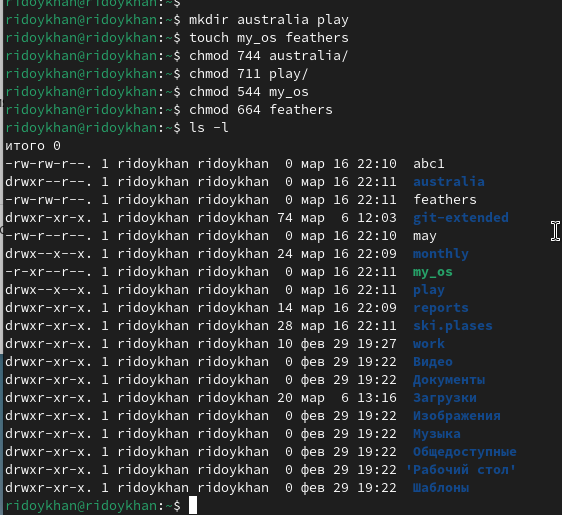 ridoykhan@ridoykhan:~$
ridoykhan@ridoykhan:~$ mkdir australia play
ridoykhan@ridoykhan:~$ touch my_os feathers
ridoykhan@ridoykhan:~$ chmod 744 australia/
ridoykhan@ridoykhan:~$ chmod 711 play/
ridoykhan@ridoykhan:~$ chmod 544 my_os
ridoykhan@ridoykhan:~$ chmod 664 feathers
ridoykhan@ridoykhan:~$ ls -l
итого 0
-rw-rw-r--. 1 ridoykhan ridoykhan  0 мар 16 22:10  abc1
drwxr--r--. 1 ridoykhan ridoykhan  0 мар 16 22:11  australia
-rw-rw-r--. 1 ridoykhan ridoykhan  0 мар 16 22:11  feathers
drwxr-xr-x. 1 ridoykhan ridoykhan 74 мар  6 12:03  git-extended
-rw-r--r--. 1 ridoykhan ridoykhan  0 мар 16 22:10  may
drwx--x--x. 1 ridoykhan ridoykhan 24 мар 16 22:09  monthly
-r-xr--r--. 1 ridoykhan ridoykhan  0 мар 16 22:11  my_os
drwx--x--x. 1 ridoykhan ridoykhan  0 мар 16 22:11  play
drwxr-xr-x. 1 ridoykhan ridoykhan 14 мар 16 22:09  reports
drwxr-xr-x. 1 ridoykhan ridoykhan 28 мар 16 22:11  ski.plases
drwxr-xr-x. 1 ridoykhan ridoykhan 10 фев 29 19:27  work
drwxr-xr-x. 1 ridoykhan ridoykhan  0 фев 29 19:22  Видео
drwxr-xr-x. 1 ridoykhan ridoykhan  0 фев 29 19:22  Документы
drwxr-xr-x. 1 ridoykhan ridoykhan 20 мар  6 13:16  Загрузки
drwxr-xr-x. 1 ridoykhan ridoykhan  0 фев 29 19:22  Изображения
drwxr-xr-x. 1 ridoykhan ridoykhan  0 фев 29 19:22  Музыка
drwxr-xr-x. 1 ridoykhan ridoykhan  0 фев 29 19:22  Общедоступные
drwxr-xr-x. 1 ridoykhan ridoykhan  0 фев 29 19:22 'Рабочий стол'
drwxr-xr-x. 1 ridoykhan ridoykhan  0 фев 29 19:22  Шаблоны
ridoykhan@ridoykhan:~$